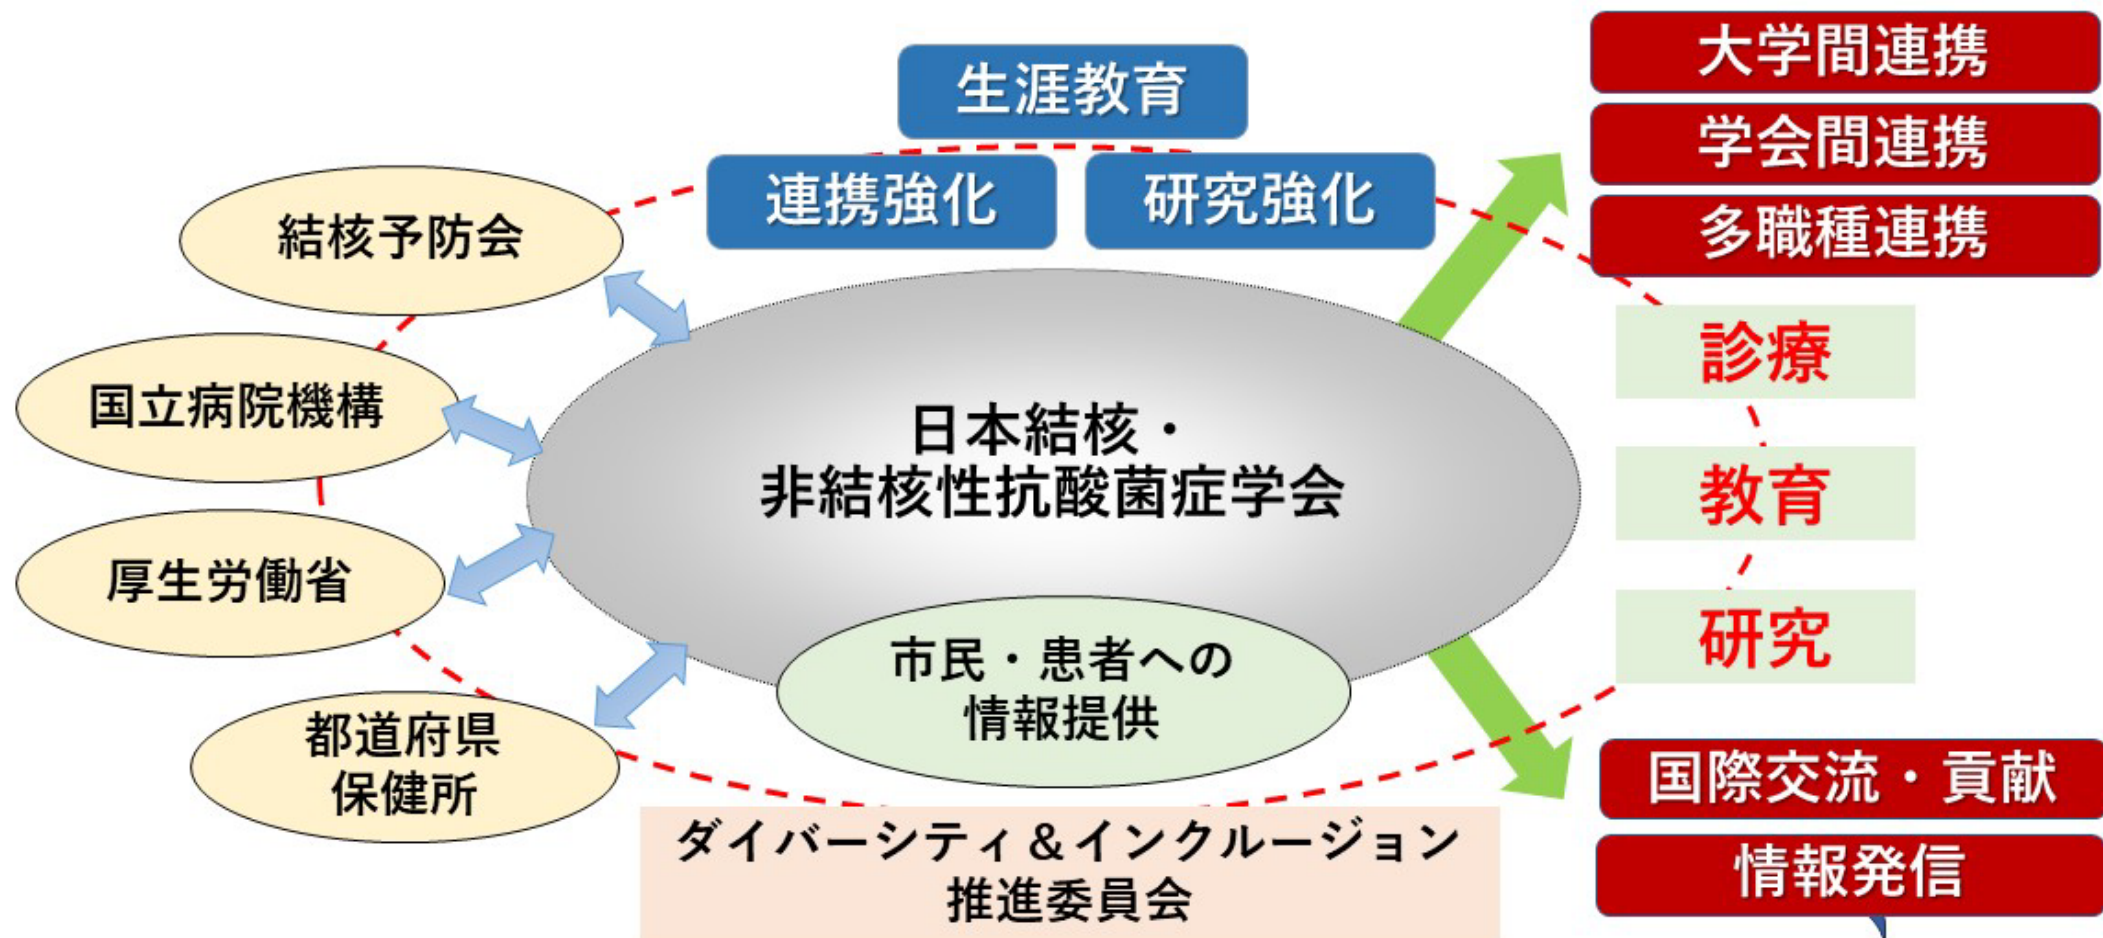 生涯教育
連携強化
研究強化
大学間連携
学会間連携
多職種連携
結核予防会
国立病院機構
厚生労働省
都道府県
保健所
日本結核・
非結核性抗酸菌症学会
市民・患者への
情報提供
診療
教育
研究
国際交流・貢献
情報発信
ダイバーシティ＆インクルージョン
推進委員会